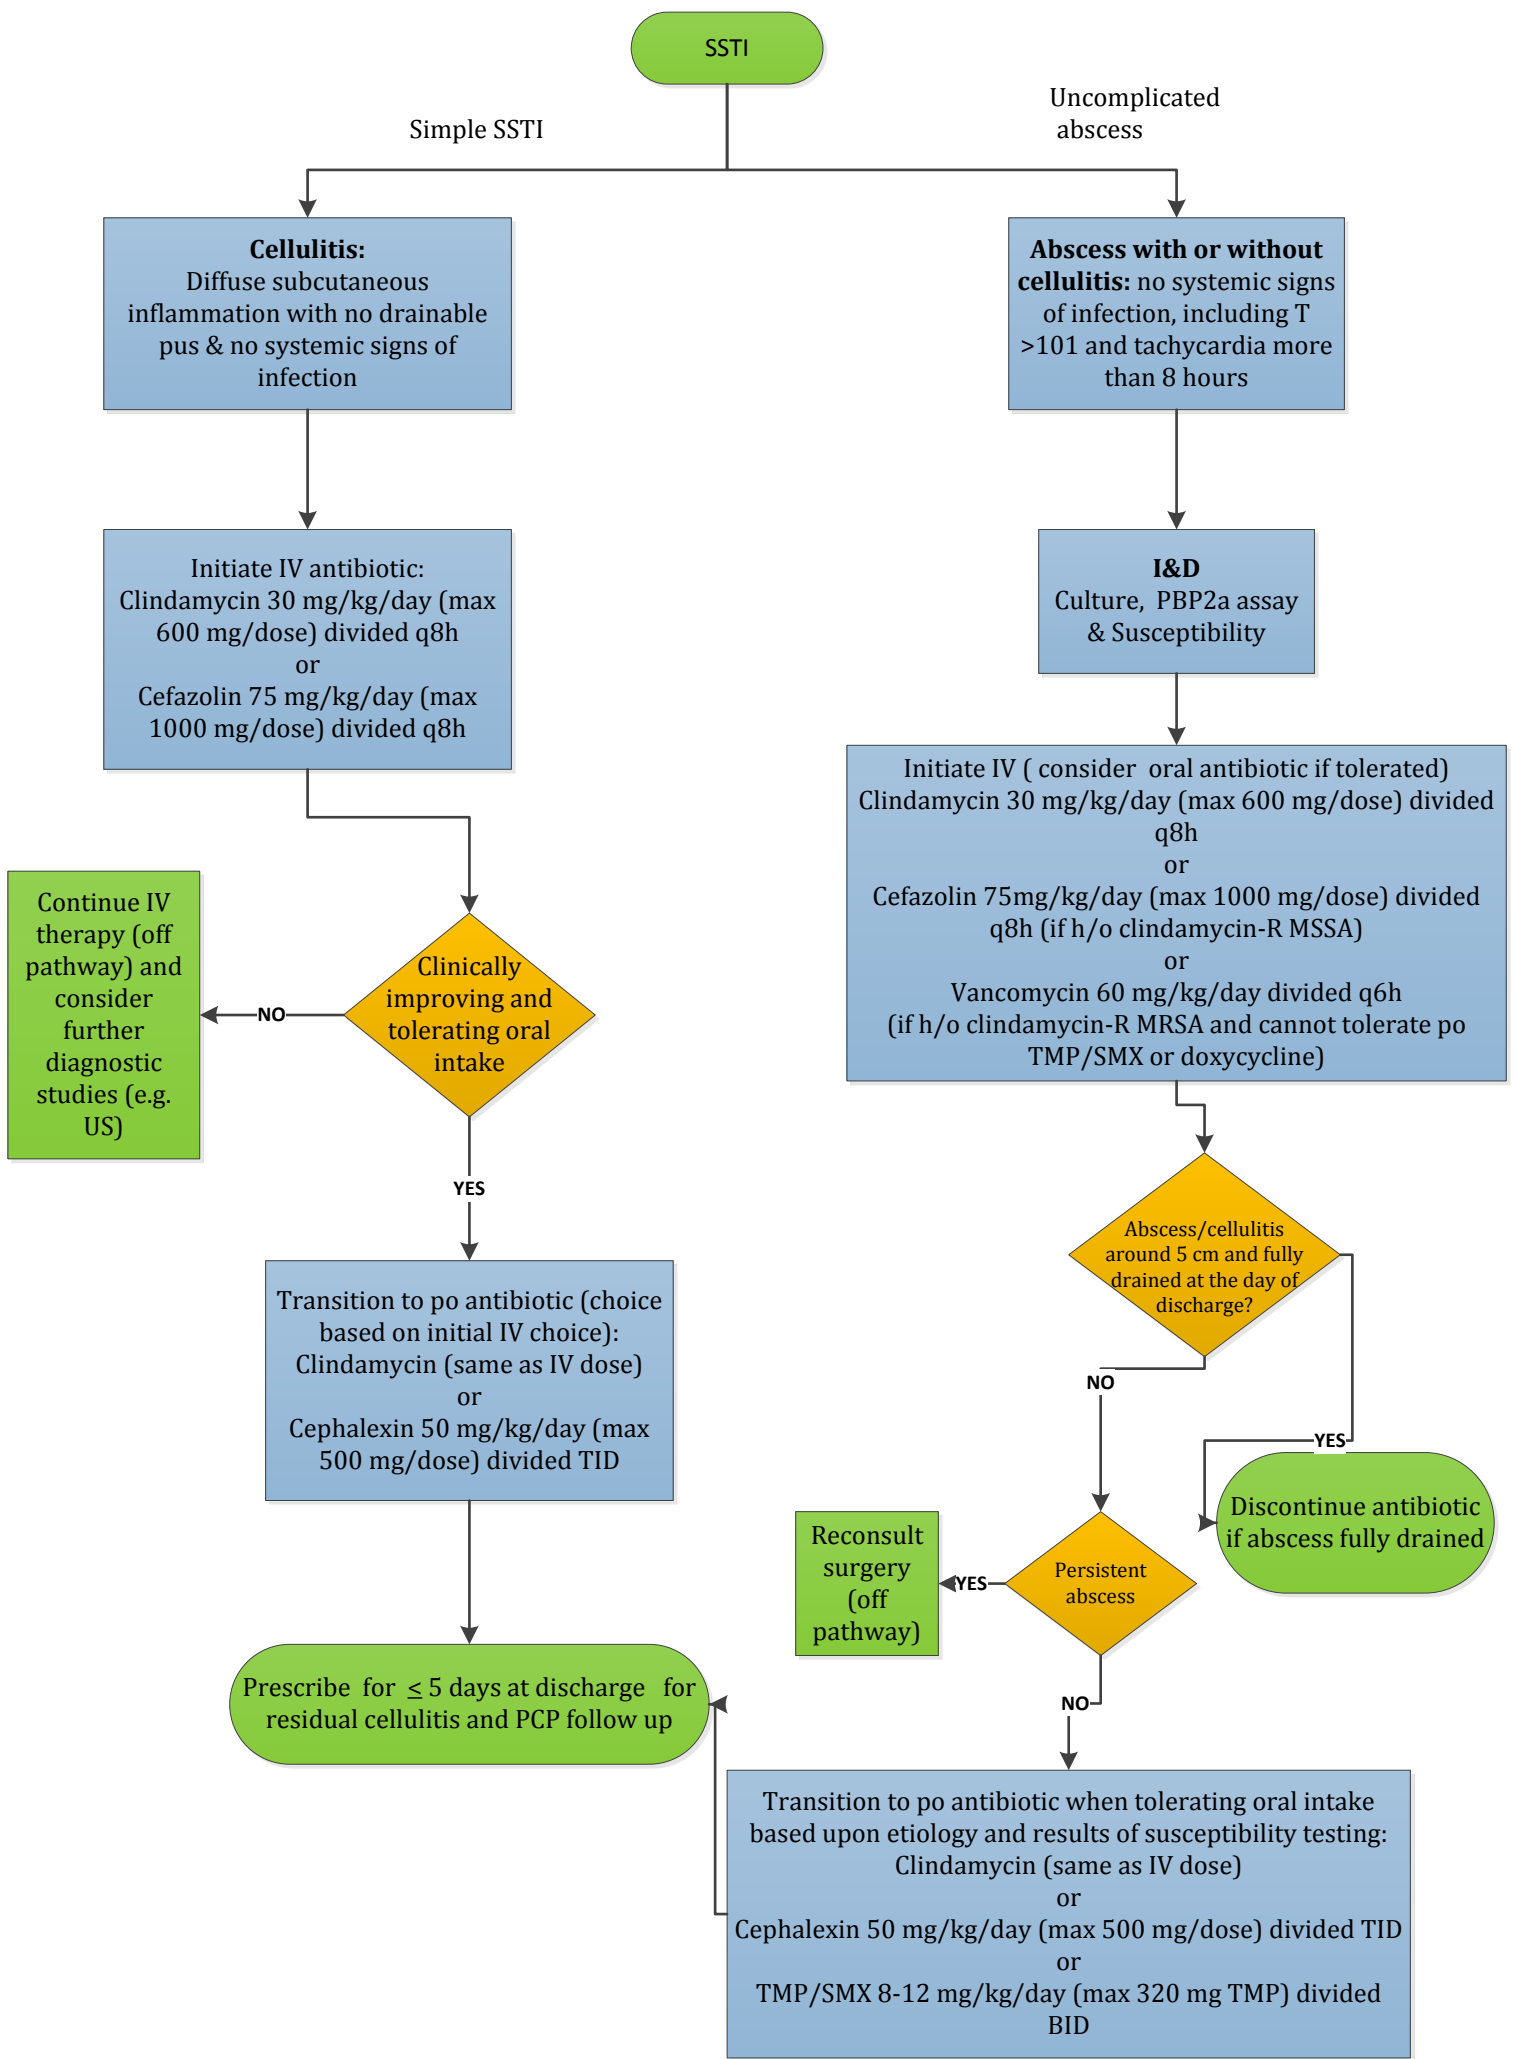 SSTI
Simple SSTI
Uncomplicated
abscess
Cellulitis:
Diffuse subcutaneous
inflammation with no drainable
pus & no systemic signs of
infection
Abscess with or without
cellulitis: no systemic signs
of infection, including T
>101 and tachycardia more
than 8 hours
Initiate IV antibiotic:
Clindamycin 30 mg/kg/day (max
600 mg/dose) divided q8h
or
Cefazolin 75 mg/kg/day (max
1000 mg/dose) divided q8h
I&D
Culture, PBP2a assay
& Susceptibility
Initiate IV ( consider oral antibiotic if tolerated)
Clindamycin 30 mg/kg/day (max 600 mg/dose) divided
q8h
or
Cefazolin 75mg/kg/day (max 1000 mg/dose) divided
q8h (if h/o clindamycin-R MSSA)
or
Vancomycin 60 mg/kg/day divided q6h
(if h/o clindamycin-R MRSA and cannot tolerate po
TMP/SMX or doxycycline)
Continue IV
therapy (off
pathway) and
consider
further
diagnostic
studies (e.g.
US)
NO
Clinically
improving and
tolerating oral
intake
YES
Abscess/cellulitis
around 5 cm and fully
drained at the day of
discharge?
Transition to po antibiotic (choice
based on initial IV choice):
Clindamycin (same as IV dose)
or
Cephalexin 50 mg/kg/day (max
500 mg/dose) divided TID
NO
YES
Discontinue antibiotic
if abscess fully drained
Reconsult
surgery
(off
pathway)
YES
Persistent
abscess
NO
Prescribe for ≤ 5 days at discharge for
residual cellulitis and PCP follow up
Transition to po antibiotic when tolerating oral intake
based upon etiology and results of susceptibility testing:
Clindamycin (same as IV dose)
or
Cephalexin 50 mg/kg/day (max 500 mg/dose) divided TID
or
TMP/SMX 8-12 mg/kg/day (max 320 mg TMP) divided
BID